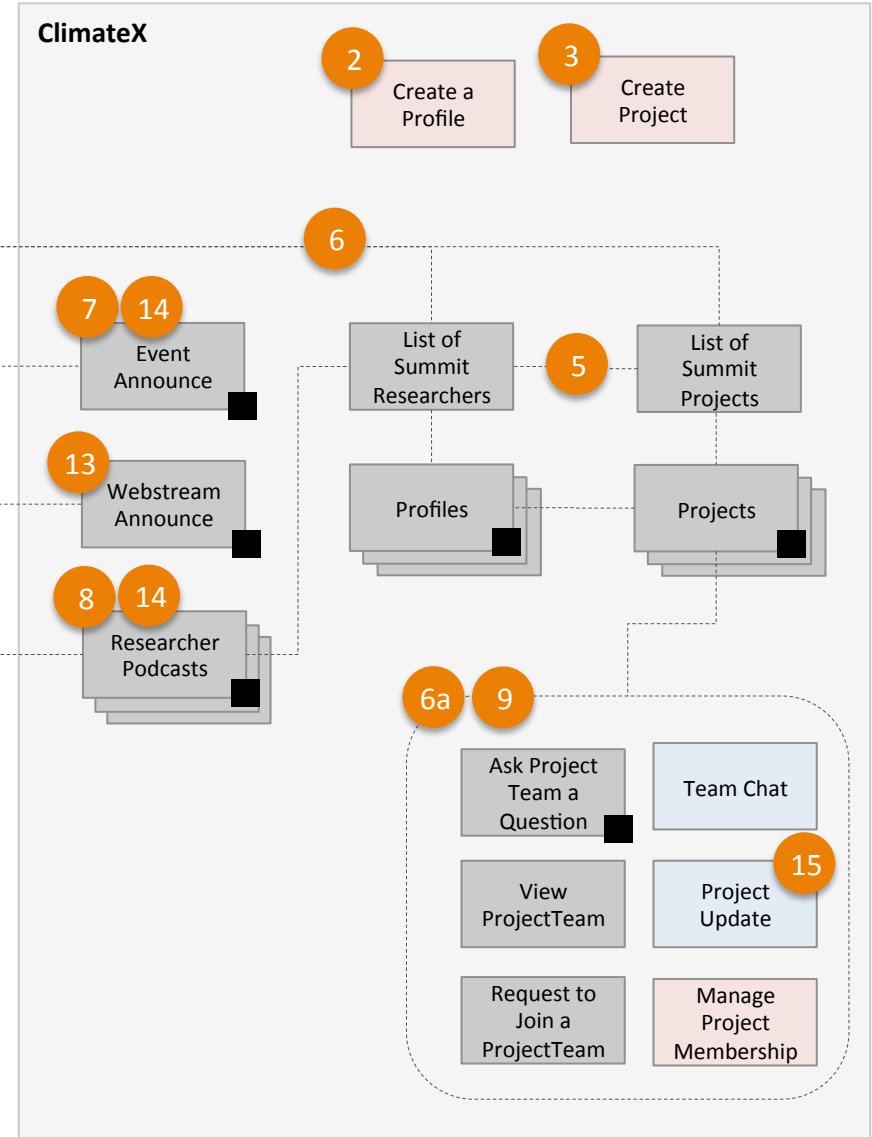 ClimateX
2
Create a
Profile
3
Create
Project
6
7
14
Event
Announce
List of
Summit
Researchers
5
List of
Summit
Projects
13
Webstream
Announce
Profiles
Projects
8
14
Researcher
Podcasts
6a
9
Ask Project
Team a
Question
Team Chat
15
View
ProjectTeam
Project
Update
Request to
Join a
ProjectTeam
Manage
Project
Membership